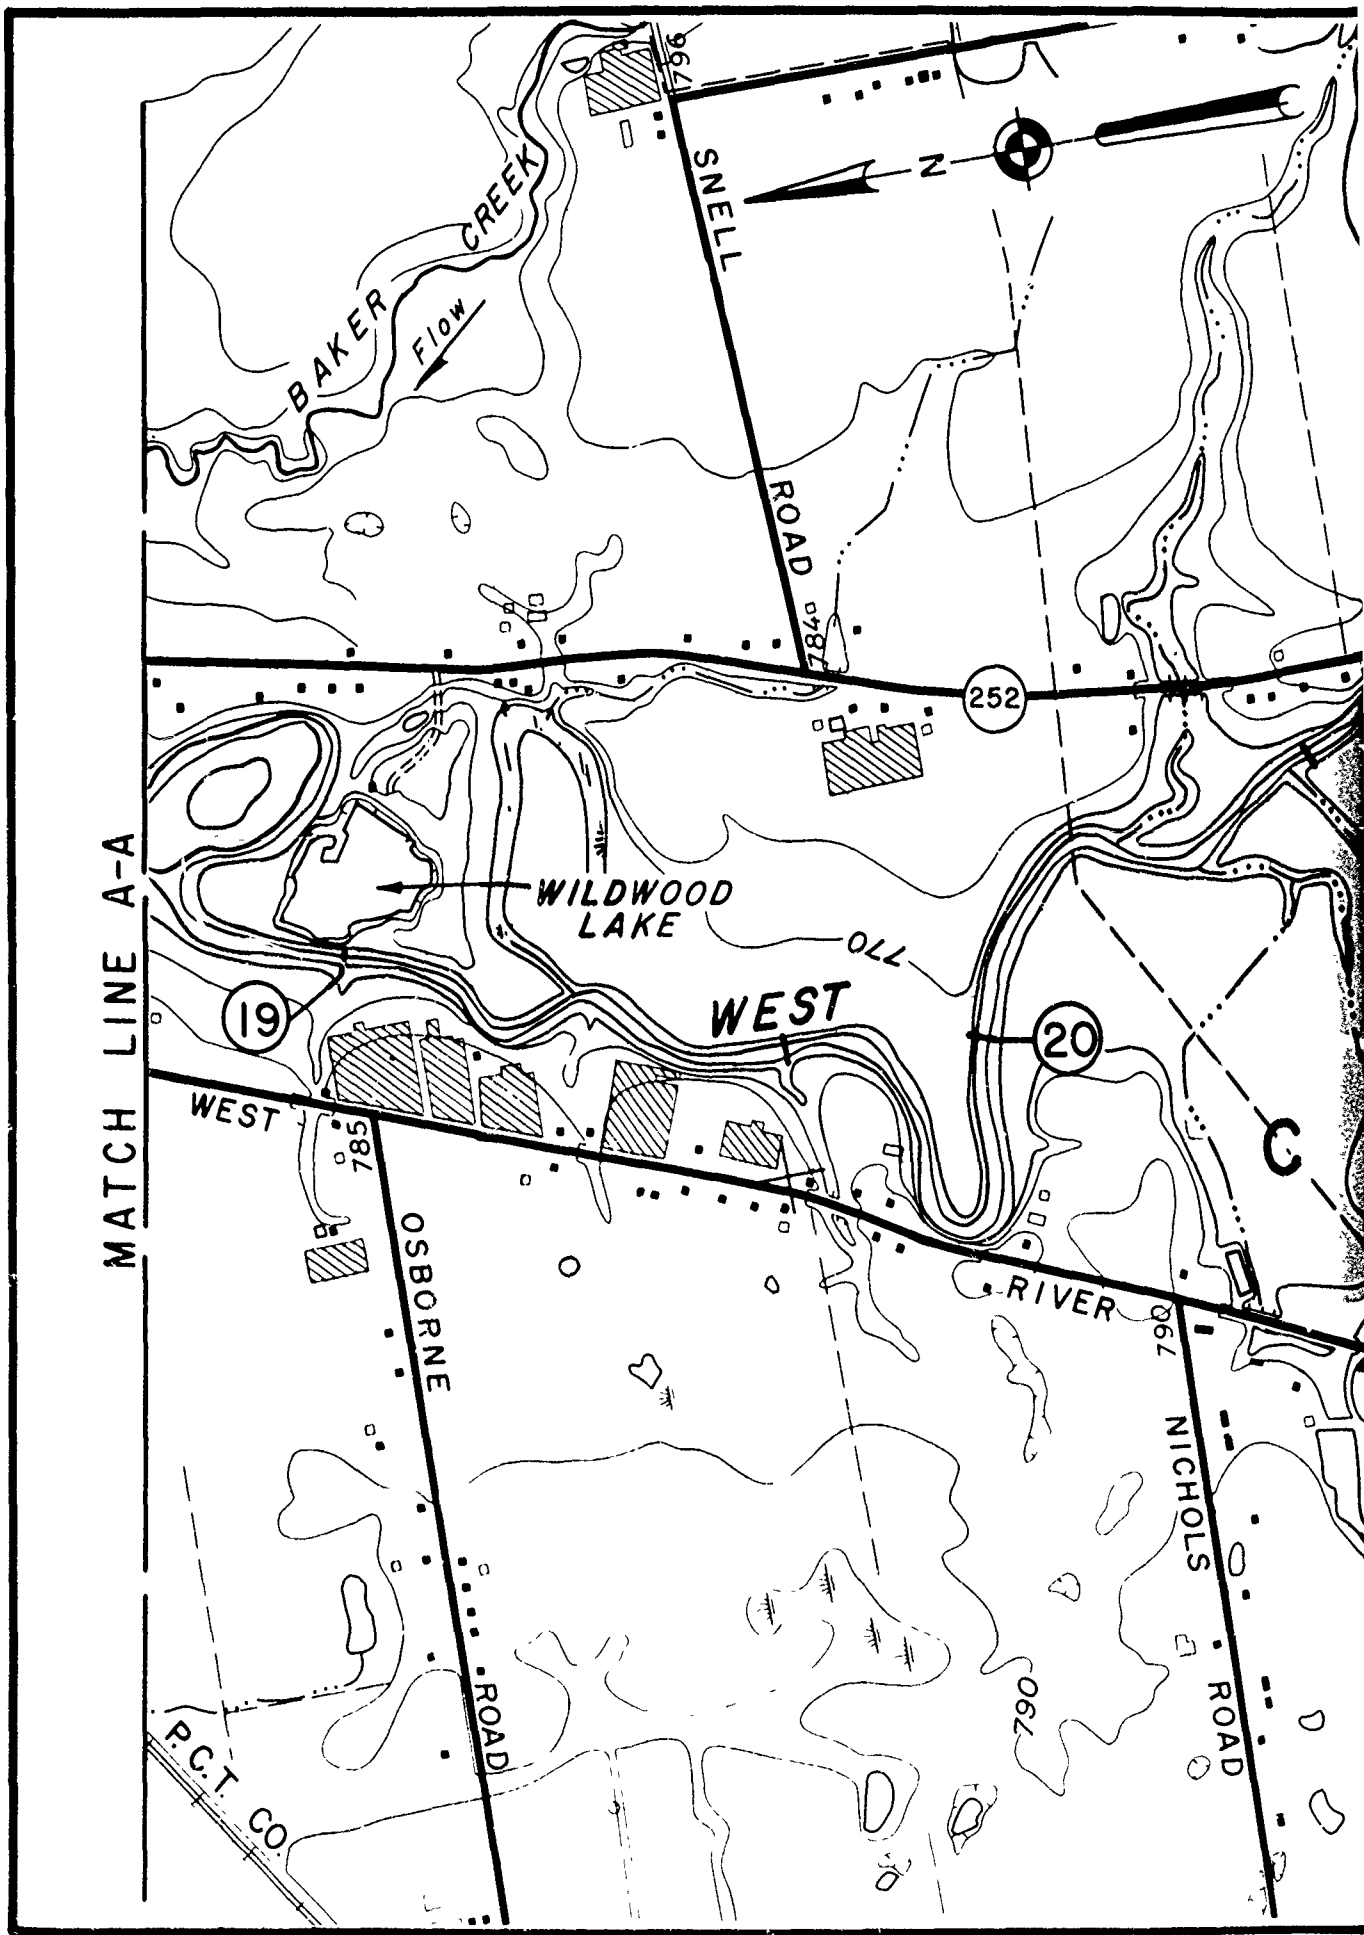 796
SNELL
ROAD
784
N
BAKER CREEK
Flow
252
WILDWOOD
LAKE
770
WEST
19
20
MATCH LINE A-A
WEST
RIVER
785
OSBORNE
ROAD
C
790
NICHOLS
ROAD
790
P.C.T. CO.